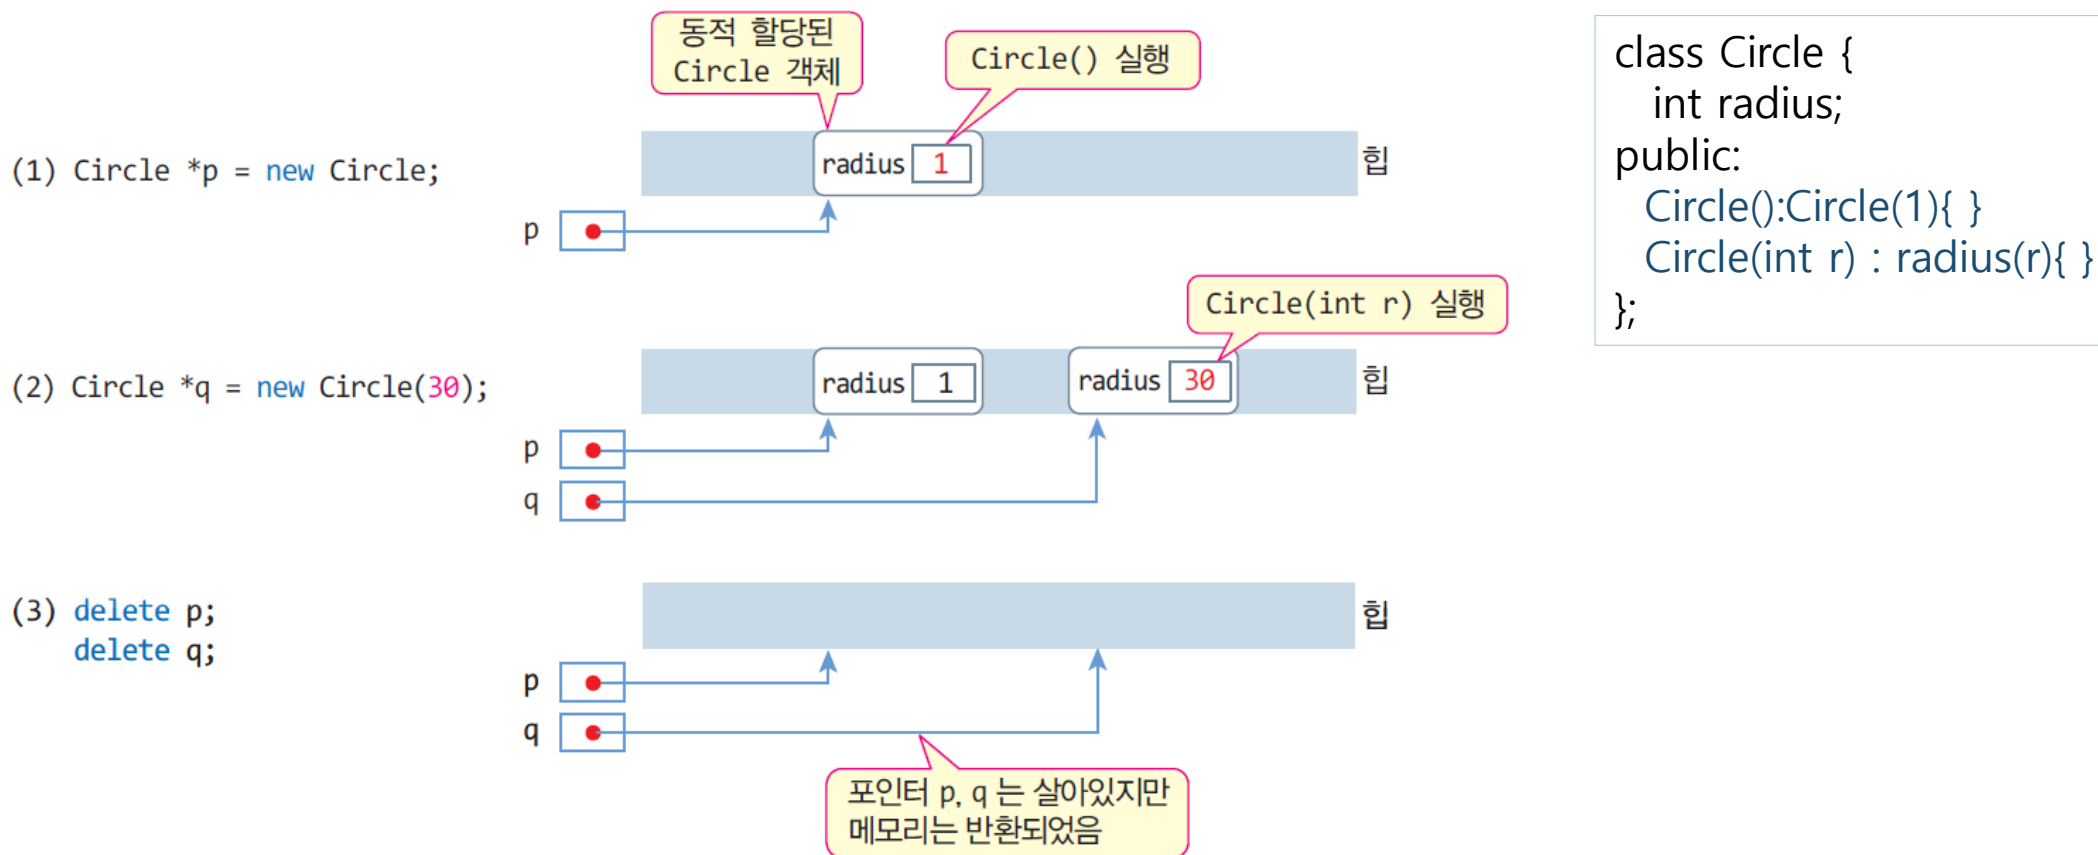 동적 할당된
Circle 객체
Circle() 실행
(1) Circle *p = new Circle;
radius 1
힙
p
Circle(int r) 실행
(2) Circle *q = new Circle(30);
radius 1
radius 30
힙
p
q
(3) delete p;
delete q;
힙
p
q
포인터 p, q 는 살아있지만
메모리는 반환되었음
class Circle {
int radius;
public:
Circle():Circle(1){ }
Circle(int r) : radius(r){ }
};